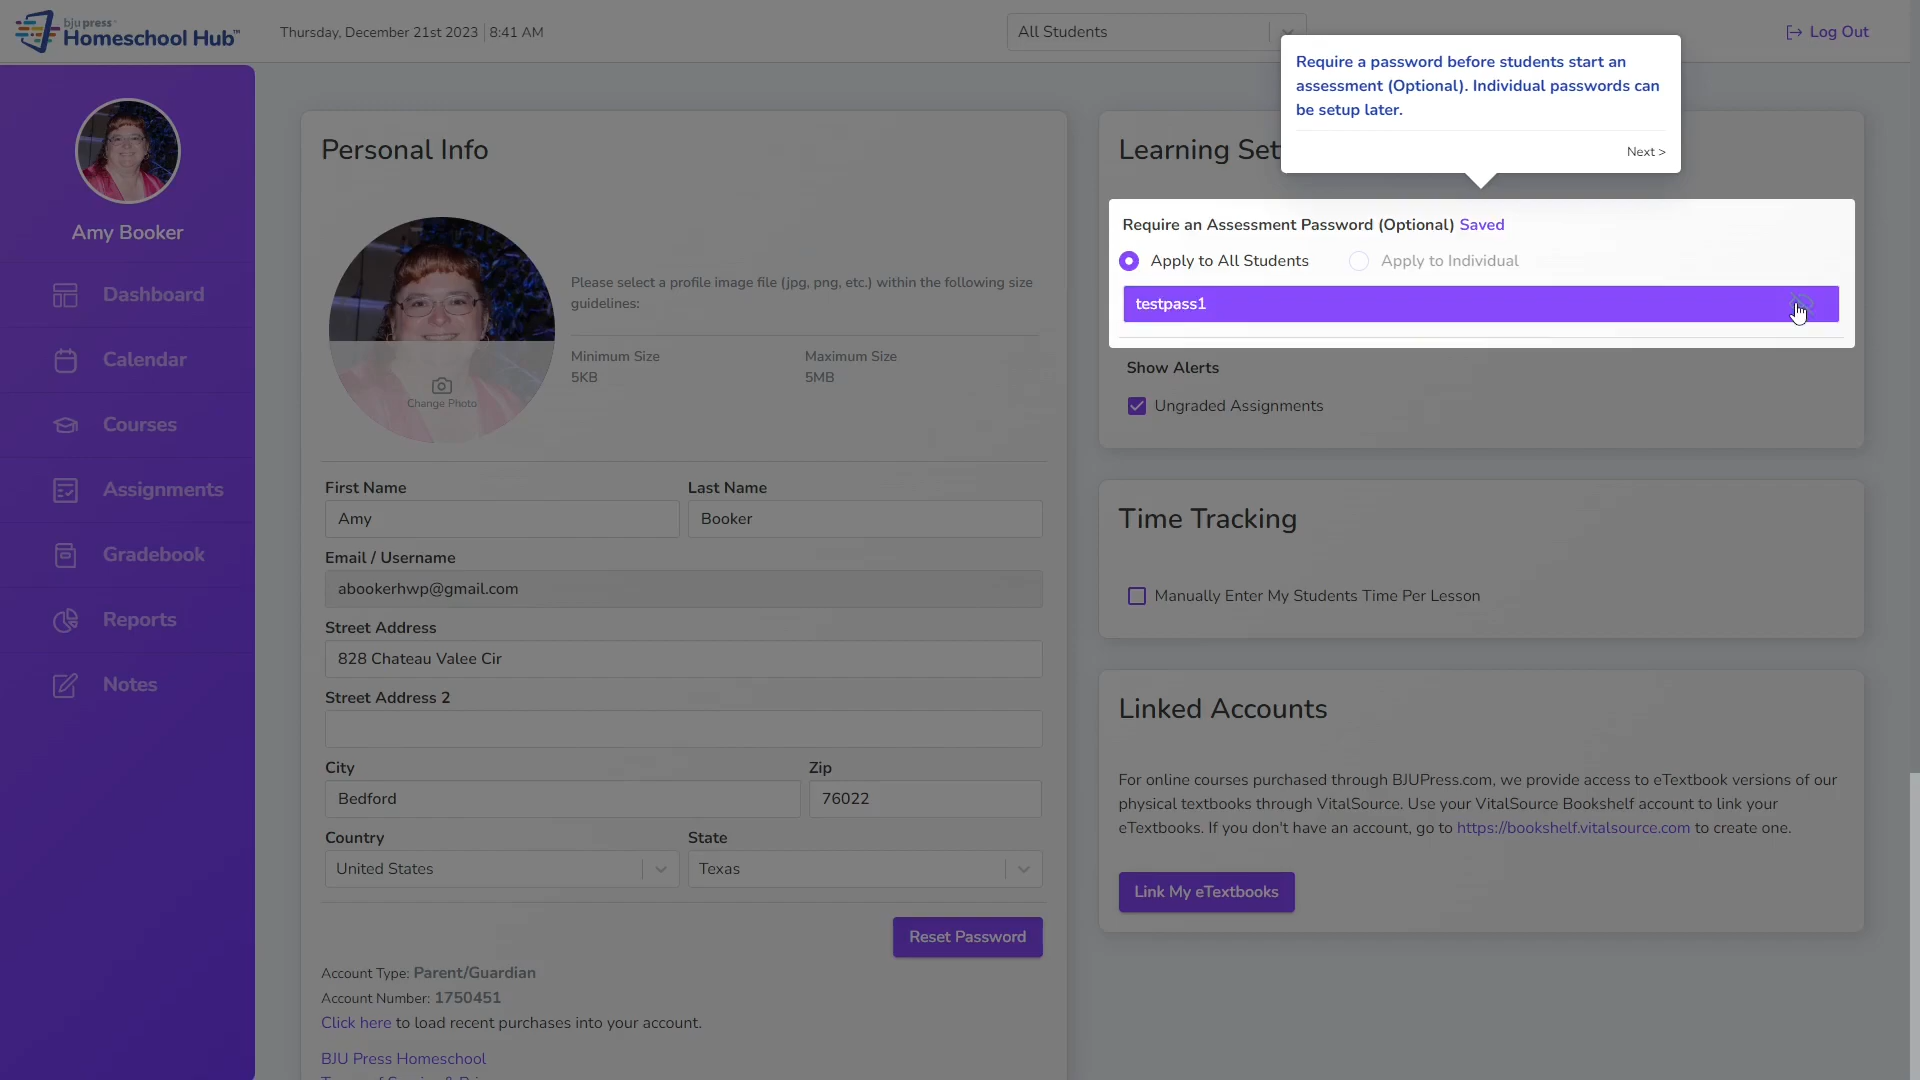 bju press
Homeschool Hub™
Thursday, December 21st 2023 8:41 AM
All Students
Log Out
Require a password before students start an
assessment (Optional). Individual passwords can
be setup later.
Next >
Amy Booker
Dashboard
Calendar
Courses
Assignments
Gradebook
Reports
Notes
Personal Info
Please select a profile image file (jpg, png, etc.) within the following size
guidelines:
Minimum Size
5KB
Maximum Size
5MB
Change Photo
First Name
Amy
Last Name
Booker
Email / Username
abookerhwp@gmail.com
Street Address
828 Chateau Valee Cir
Street Address 2
City
Bedford
Zip
76022
Country
United States
State
Texas
Reset Password
Account Type: Parent/Guardian
Account Number: 1750451
Click here to load recent purchases into your account.
BJU Press Homeschool
Learning Set
Require an Assessment Password (Optional) Saved
Apply to All Students
Apply to Individual
testpass1
Show Alerts
Ungraded Assignments
Time Tracking
Manually Enter My Students Time Per Lesson
Linked Accounts
For online courses purchased through BJUPress.com, we provide access to eTextbook versions of our
physical textbooks through VitalSource. Use your VitalSource Bookshelf account to link your
eTextbooks. If you don't have an account, go to https://bookshelf.vitalsource.com to create one.
Link My eTextbooks